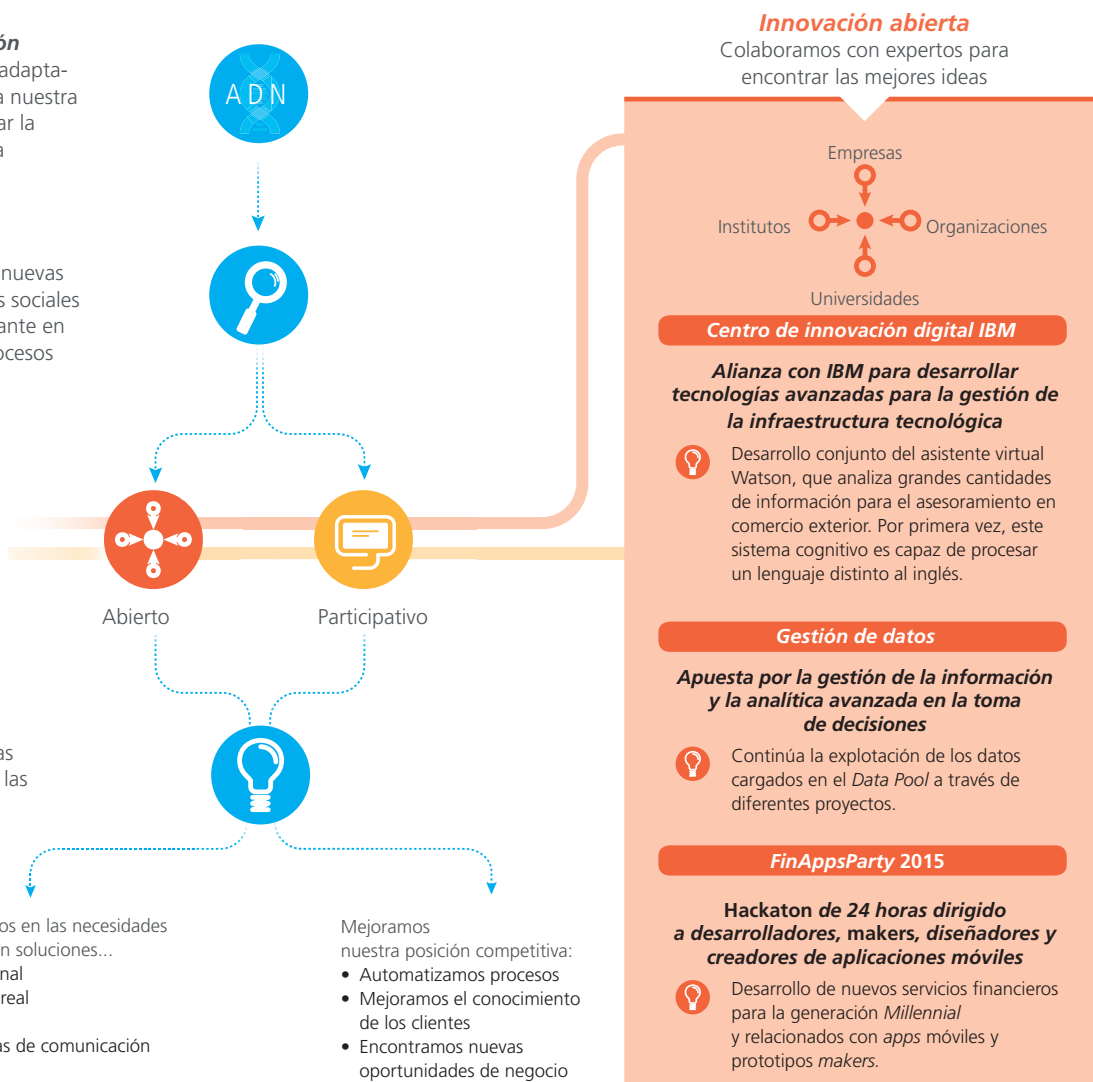 ón
adapta-
a nuestra
ar la
a
nuevas
s sociales
ante en
ocesos
ADN
Abierto
Participativo
as
las
os en las necesidades
n soluciones...
nal
real
as de comunicación
Mejoramos
nuestra posición competitiva:
• Automatizamos procesos
• Mejoramos el conocimiento
de los clientes
• Encontramos nuevas
oportunidades de negocio
Innovación abierta
Colaboramos con expertos para
encontrar las mejores ideas
Empresas
Institutos
Organizaciones
Universidades
Centro de innovación digital IBM
Alianza con IBM para desarrollar
tecnologías avanzadas para la gestión de
la infraestructura tecnológica
Desarrollo conjunto del asistente virtual
Watson, que analiza grandes cantidades
de información para el asesoramiento en
comercio exterior. Por primera vez, este
sistema cognitivo es capaz de procesar
un lenguaje distinto al inglés.
Gestión de datos
Apuesta por la gestión de la información
y la analítica avanzada en la toma
de decisiones
Continúa la explotación de los datos
cargados en el Data Pool a través de
diferentes proyectos.
FinAppsParty 2015
Hackaton de 24 horas dirigido
a desarrolladores, makers, diseñadores y
creadores de aplicaciones móviles
Desarrollo de nuevos servicios financieros
para la generación Millennial
y relacionados con apps móviles y
prototipos makers.